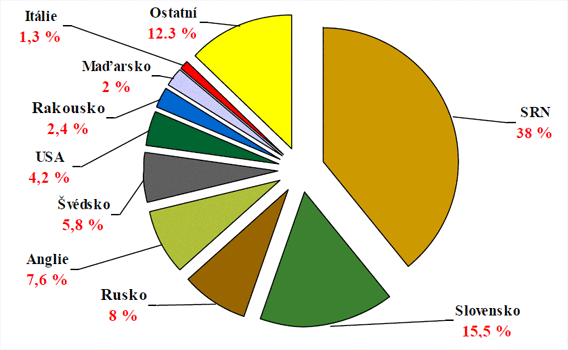 Ostatní
12.3 %
SRN
38 %
Slovensko
15,5 %
Rusko
8 %
Anglie
7,6 %
Švédsko
5,8 %
USA
4,2 %
Rakousko
2,4 %
Maďarsko
2 %
Itálie
1,3 %